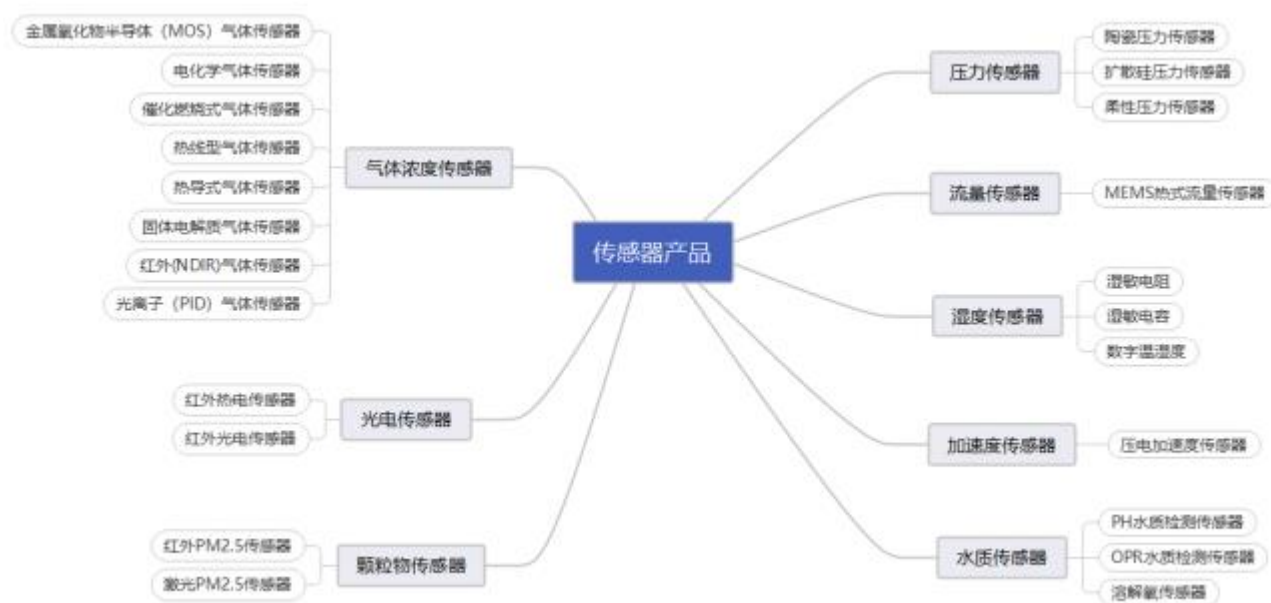 传感器产品
气体浓度传感器
金属氧化物半导体（MOS）气体传感器
电化学气体传感器
催化燃烧式气体传感器
热线型气体传感器
热导式气体传感器
固体电解质气体传感器
红外(NDIR)气体传感器
光离子（PID）气体传感器
光电传感器
红外热电传感器
红外光电传感器
颗粒物传感器
红外PM2.5传感器
激光PM2.5传感器
压力传感器
陶瓷压力传感器
扩散硅压力传感器
柔性压力传感器
流量传感器
MEMS热式流量传感器
湿度传感器
湿敏电阻
湿敏电容
数字温湿度
加速度传感器
压电加速度传感器
水质传感器
PH水质检测传感器
OPR水质检测传感器
溶解氧传感器